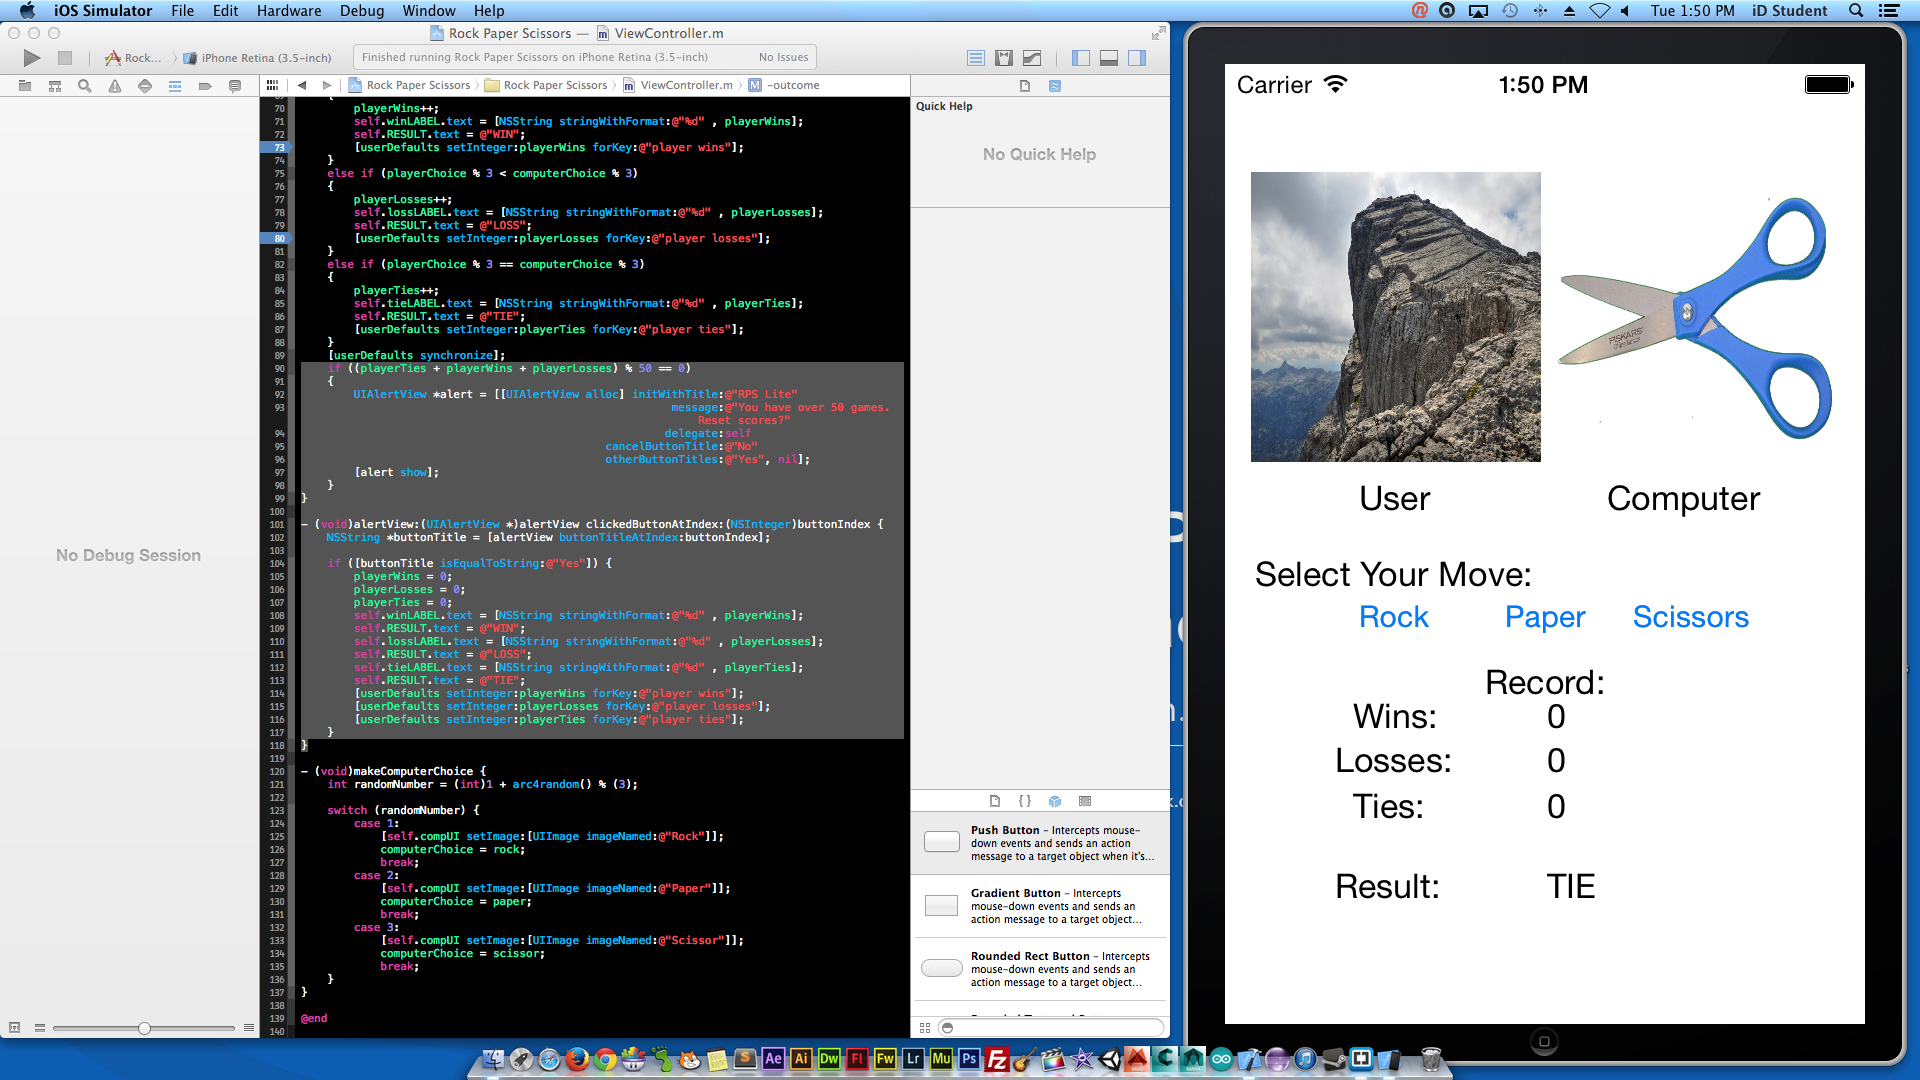 iOS Simulator File Edit Hardware Debug Window Help Tue 1:50 PM iD Student
Rock Paper Scissors — ViewController.m
Rock... iPhone Retina (3.5-inch) Finished running Rock Paper Scissors on iPhone Retina (3.5-inch) No Issues
Rock Paper Scissors Rock Paper Scissors ViewController.m M -outcome
No Debug Session
70 playerWins++;
71 self.winLABEL.text = [NSString stringWithFormat:@"%d" , playerWins];
72 self.RESULT.text = @"WIN";
73 [userDefaults setInteger:playerWins forKey:@"player wins"];
74 }
75 else if (playerChoice % 3 < computerChoice % 3)
76 {
77 playerLosses++;
78 self.lossLABEL.text = [NSString stringWithFormat:@"%d" , playerLosses];
79 self.RESULT.text = @"LOSS";
80 [userDefaults setInteger:playerLosses forKey:@"player losses"];
81 }
82 else if (playerChoice % 3 == computerChoice % 3)
83 {
84 playerTies++;
85 self.tieLABEL.text = [NSString stringWithFormat:@"%d" , playerTies];
86 self.RESULT.text = @"TIE";
87 [userDefaults setInteger:playerTies forKey:@"player ties"];
88 }
89 [userDefaults synchronize];
90 if ((playerTies + playerWins + playerLosses) % 50 == 0)
91 {
92 UIAlertView *alert = [[UIAlertView alloc] initWithTitle:@"RPS Lite"
93 message:@"You have over 50 games.
Reset scores?"
94 delegate:self
95 cancelButtonTitle:@"No"
96 otherButtonTitles:@"Yes", nil];
97 [alert show];
98 }
99 }
100
101 - (void)alertView:(UIAlertView *)alertView clickedButtonAtIndex:(NSInteger)buttonIndex {
102 NSString *buttonTitle = [alertView buttonTitleAtIndex:buttonIndex];
103
104 if ([buttonTitle isEqualToString:@"Yes"]) {
105 playerWins = 0;
106 playerLosses = 0;
107 playerTies = 0;
108 self.winLABEL.text = [NSString stringWithFormat:@"%d" , playerWins];
109 self.RESULT.text = @"WIN";
110 self.lossLABEL.text = [NSString stringWithFormat:@"%d" , playerLosses];
111 self.RESULT.text = @"LOSS";
112 self.tieLABEL.text = [NSString stringWithFormat:@"%d" , playerTies];
113 self.RESULT.text = @"TIE";
114 [userDefaults setInteger:playerWins forKey:@"player wins"];
115 [userDefaults setInteger:playerLosses forKey:@"player losses"];
116 [userDefaults setInteger:playerTies forKey:@"player ties"];
117 }
118 }
119
120 - (void)makeComputerChoice {
121 int randomNumber = (int)1 + arc4random() % (3);
122
123 switch (randomNumber) {
124 case 1:
125 [self.compUI setImage:[UIImage imageNamed:@"Rock"]];
126 computerChoice = rock;
127 break;
128 case 2:
129 [self.compUI setImage:[UIImage imageNamed:@"Paper"]];
130 computerChoice = paper;
131 break;
132 case 3:
133 [self.compUI setImage:[UIImage imageNamed:@"Scissor"]];
134 computerChoice = scissor;
135 break;
136 }
137 }
138
139 @end
140
Quick Help
No Quick Help
{ }
Push Button – Intercepts mouse-
down events and sends an action
message to a target object when it's...
Gradient Button – Intercepts
mouse-down events and sends an
action message to a target object...
Rounded Rect Button – Intercepts
mouse-down events and sends an
action message to a target object...
Carrier 1:50 PM
FISKARS
User Computer
Select Your Move:
Rock Paper Scissors
Record:
Wins: 0
Losses: 0
Ties: 0
Result: TIE
Ae Ai Dw Fl Fw Lr Mu Ps Fz